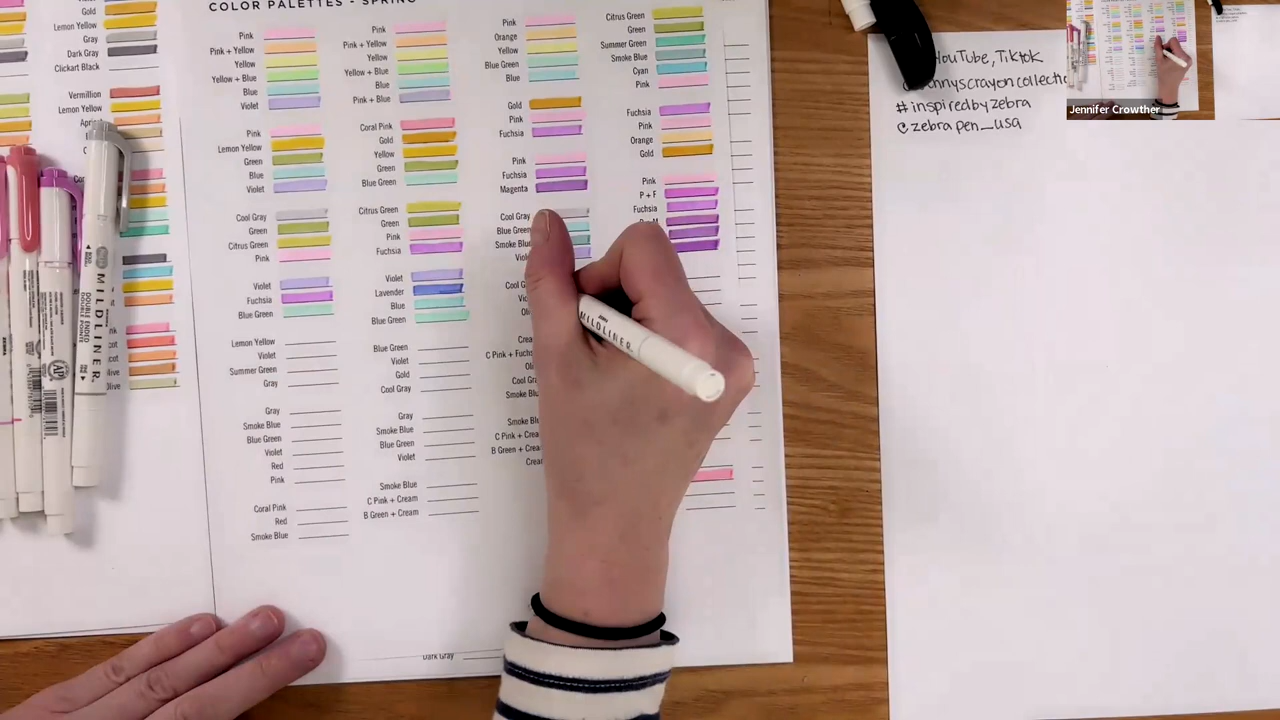 COLOR PALETTES - SPRING
Gold
Lemon Yellow
Gray
Dark Gray
Clickart Black
Vermillion
Lemon Yellow
Pink
Pink + Yellow
Yellow
Yellow + Blue
Blue
Violet
Pink
Lemon Yellow
Green
Blue
Violet
Cool Gray
Green
Citrus Green
Pink
Violet
Fuchsia
Blue Green
Lemon Yellow
Violet
Summer Green
Gray
Gray
Smoke Blue
Blue Green
Violet
Red
Pink
Coral Pink
Red
Smoke Blue
Pink
Pink + Yellow
Yellow
Yellow + Blue
Blue
Pink + Blue
Coral Pink
Gold
Yellow
Green
Blue Green
Citrus Green
Green
Pink
Fuchsia
Violet
Lavender
Blue
Blue Green
Blue Green
Violet
Gold
Cool Gray
Gray
Smoke Blue
Blue Green
Violet
Smoke Blue
C Pink + Cream
B Green + Cream
Pink
Orange
Yellow
Blue Green
Blue
Gold
Pink
Fuchsia
Pink
Fuchsia
Magenta
Cool Gray
Blue Green
Smoke Blue
Citrus Green
Green
Summer Green
Smoke Blue
Cyan
Pink
Fuchsia
Pink
Orange
Gold
Pink
P + F
Fuchsia
Dark Gray
MILDLINER
DOUBLE ENDED
MILDLINER
YouTube, TikTok
#inspiredbyzebra
@zebrapen_usa
Jennifer Crowther